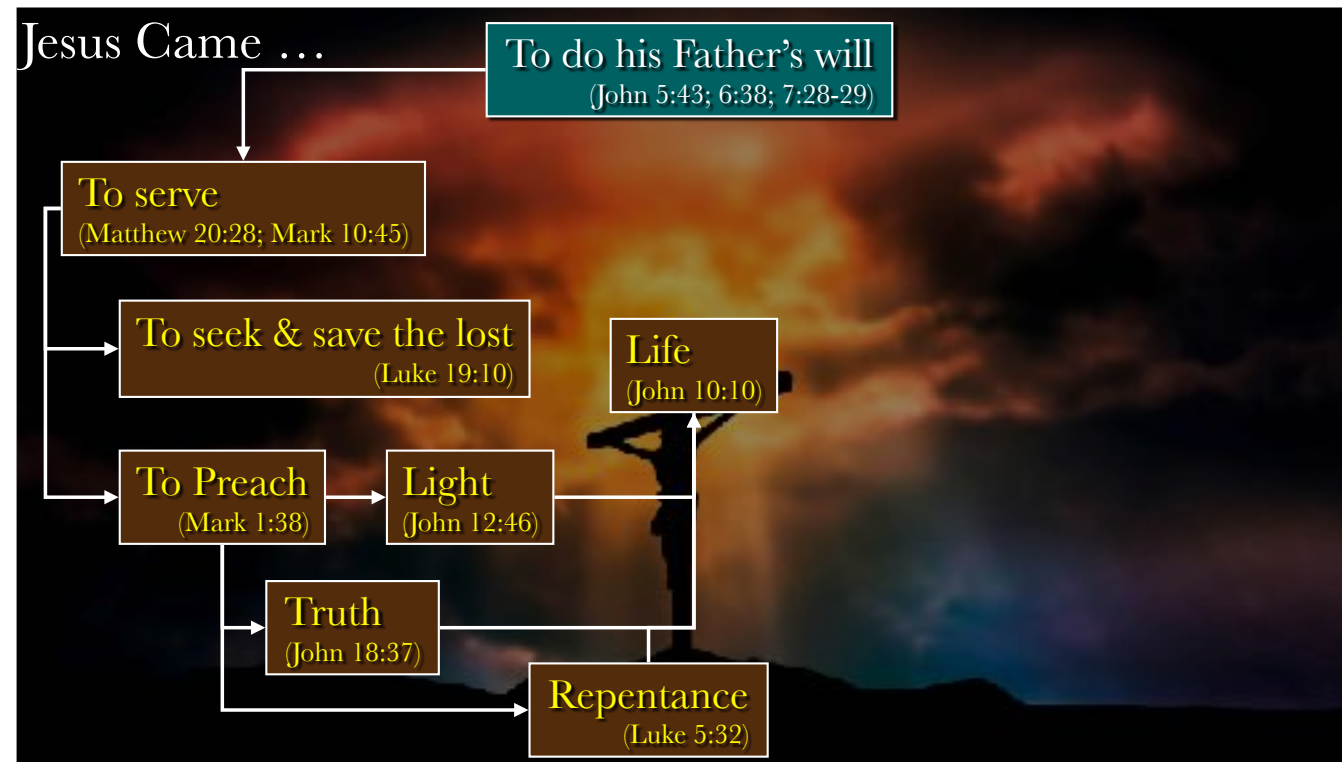 Jesus Came …
To do his Father’s will
(John 5:43; 6:38; 7:28-29)
To serve
(Matthew 20:28; Mark 10:45)
To seek & save the lost
(Luke 19:10)
Life
(John 10:10)
To Preach
(Mark 1:38)
Light
(John 12:46)
Truth
(John 18:37)
Repentance
(Luke 5:32)